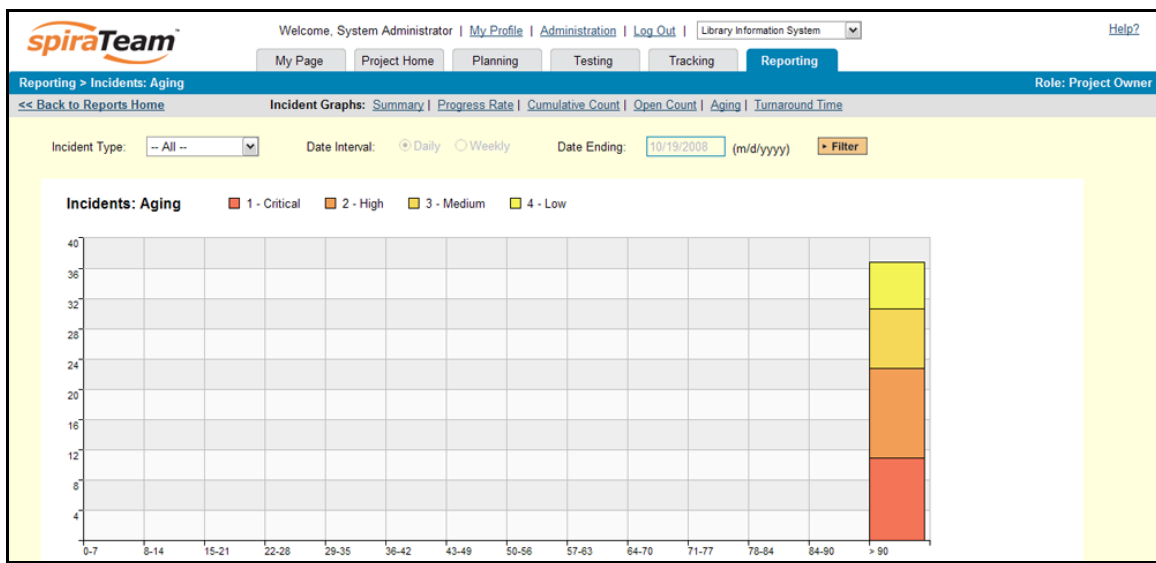 spiraTeam™
Welcome, System Administrator | My Profile | Administration | Log Out | Library Information System
Help?
My Page Project Home Planning Testing Tracking Reporting
Reporting > Incidents: Aging
Role: Project Owner
<< Back to Reports Home
Incident Graphs: Summary | Progress Rate | Cumulative Count | Open Count | Aging | Turnaround Time
Incident Type: -- All -- Date Interval: Daily Weekly Date Ending: 10/19/2008 (m/d/yyyy) Filter
Incidents: Aging 1 - Critical 2 - High 3 - Medium 4 - Low
40
36
32
28
24
20
16
12
8
4
0-7 8-14 15-21 22-28 29-35 36-42 43-49 50-56 57-63 64-70 71-77 78-84 84-90 > 90